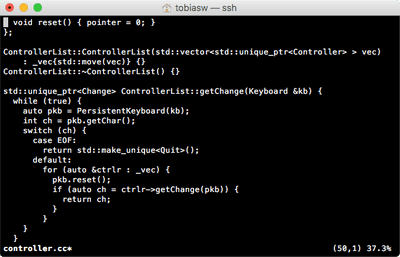 tobiasw — ssh
void reset() { pointer = 0; }
};
ControllerList::ControllerList(std::vector<std::unique_ptr<Controller> > vec)
: _vec{std::move(vec)} {}
ControllerList::~ControllerList() {}
std::unique_ptr<Change> ControllerList::getChange(Keyboard &kb) {
while (true) {
auto pkb = PersistentKeyboard(kb);
int ch = pkb.getChar();
switch (ch) {
case EOF:
return std::make_unique<Quit>();
default:
for (auto &ctrlr : _vec) {
pkb.reset();
if (auto ch = ctrlr->getChange(pkb)) {
return ch;
}
}
}
}
controller.cc* (50,1) 37.3%